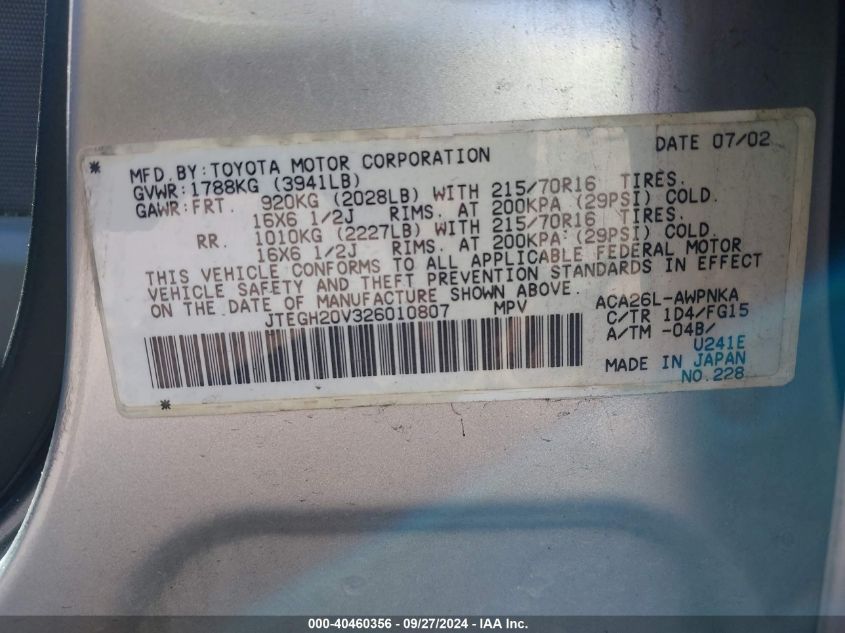 DATE 07/02
MFD.BY:TOYOTA MOTOR CORPORATION
GVWR:1788KG (3941LB)
GAWR:FRT. 920KG (2028LB) WITH 215/70R16 TIRES.
16X6 1/2J RIMS. AT 200KPA (29PSI) COLD.
RR. 1010KG (2227LB) WITH 215/70R16 TIRES.
16X6 1/2J RIMS. AT 200KPA (29PSI) COLD.
THIS VEHICLE CONFORMS TO ALL APPLICABLE FEDERAL MOTOR
VEHICLE SAFETY AND THEFT PREVENTION STANDARDS IN EFFECT
ON THE DATE OF MANUFACTURE SHOWN ABOVE.
JTEGH20V326010807 MPV
ACA26L-AWPNKA
C/TR 1D4/FG15
A/TM -04B/
U241E
MADE IN JAPAN
NO.228
000-40460356 - 09/27/2024 - IAA Inc.